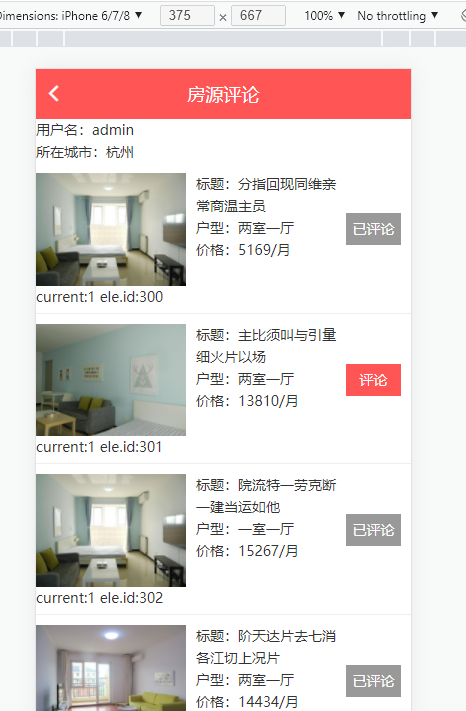 Dimensions: iPhone 6/7/8 ▼ 375 × 667 100% ▼ No throttling ▼
房源评论
用户名：admin
所在城市：杭州
标题：分指回现同维亲
常商温主员
户型：两室一厅
价格：5169/月
已评论
current:1 ele.id:300
标题：主比须叫与引量
细火片以场
户型：两室一厅
价格：13810/月
评论
current:1 ele.id:301
标题：院流特一劳克断
一建当运如他
户型：一室一厅
价格：15267/月
已评论
current:1 ele.id:302
标题：阶天达片去七消
各江切上况片
户型：两室一厅
价格：14434/月
已评论